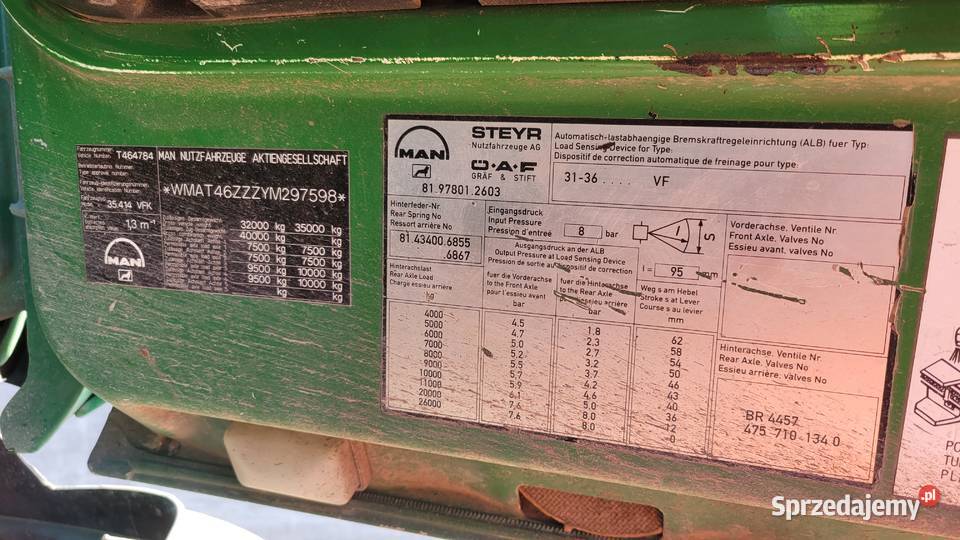 Vehicle Number T464784
MAN NUTZFAHRZEUGE AKTIENGESELLSCHAFT
*WMAT46ZZZYM297598*
35.414 VFK
1,3 m⁻¹
32000 kg 35000 kg
40000 kg kg
7500 kg 7500 kg
7500 kg 7500 kg
9500 kg 10000 kg
9500 kg 10000 kg
kg kg
MAN
MAN
STEYR
Nutzfahrzeuge AG
Ö·A·F
GRÄF & STIFT
81.97801.2603
Automatisch-lastabhaengige Bremskraftregeleinrichtung (ALB) fuer Typ:
Load Sensing Device for Type:
Dispositif de correction automatique de freinage pour type:
31-36 .... VF
Hinterfeder-Nr.
Rear Spring No
Ressort arrière No
81.43400.6855
.6867
Eingangsdruck
Input Pressure
Pression d'entrée
8 bar
l
S
l = 95 mm
Ausgangsdruck an der ALB
Output Pressure at Load Sensing Device
Pression de sortie au dispositif de correction
Hinterachslast
Rear Axle Load
Charge essieu arrière
kg
fuer die Vorderachse
to the Front Axle
pour l'essieu avant
bar
fuer die Hinterachse
to the Rear Axle
essieu arrière
bar
Weg s am Hebel
Stroke s at Lever
Course s au levier
mm
4000
5000
6000
7000
8000
9000
10000
11000
20000
26000
4.5
4.7
5.0
5.2
5.5
5.7
5.9
6.1
7.6
7.6
1.8
2.3
2.7
3.2
3.7
4.2
4.6
5.0
8.0
8.0
62
58
54
50
46
43
40
36
12
0
Vorderachse, Ventile Nr
Front Axle, Valves No
Essieu avant, valves No
Hinterachse, Ventile Nr.
Rear Axle, Valves No
Essieu arrière, valves No
BR 4457
475 710 134 0
PO
TU
PL
Sprzedajemy.pl